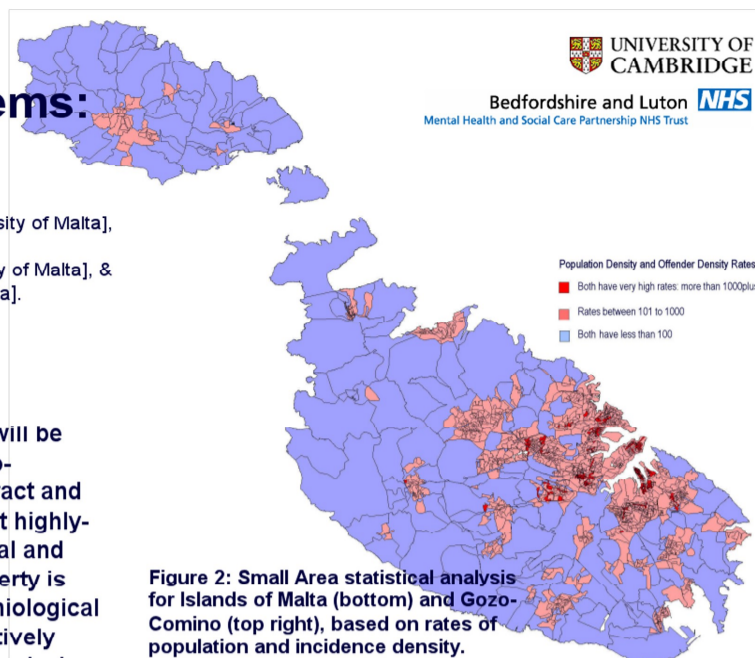 ems:
sity of Malta],
y of Malta], &
a].
will be
o-
ract and
t highly-
al and
erty is
niological
tively
UNIVERSITY OF
CAMBRIDGE
Bedfordshire and Luton NHS
Mental Health and Social Care Partnership NHS Trust
Population Density and Offender Density Rates
Both have very high rates: more than 1000plus
Rates between 101 to 1000
Both have less than 100
Figure 2: Small Area statistical analysis
for Islands of Malta (bottom) and Gozo-
Comino (top right), based on rates of
population and incidence density.